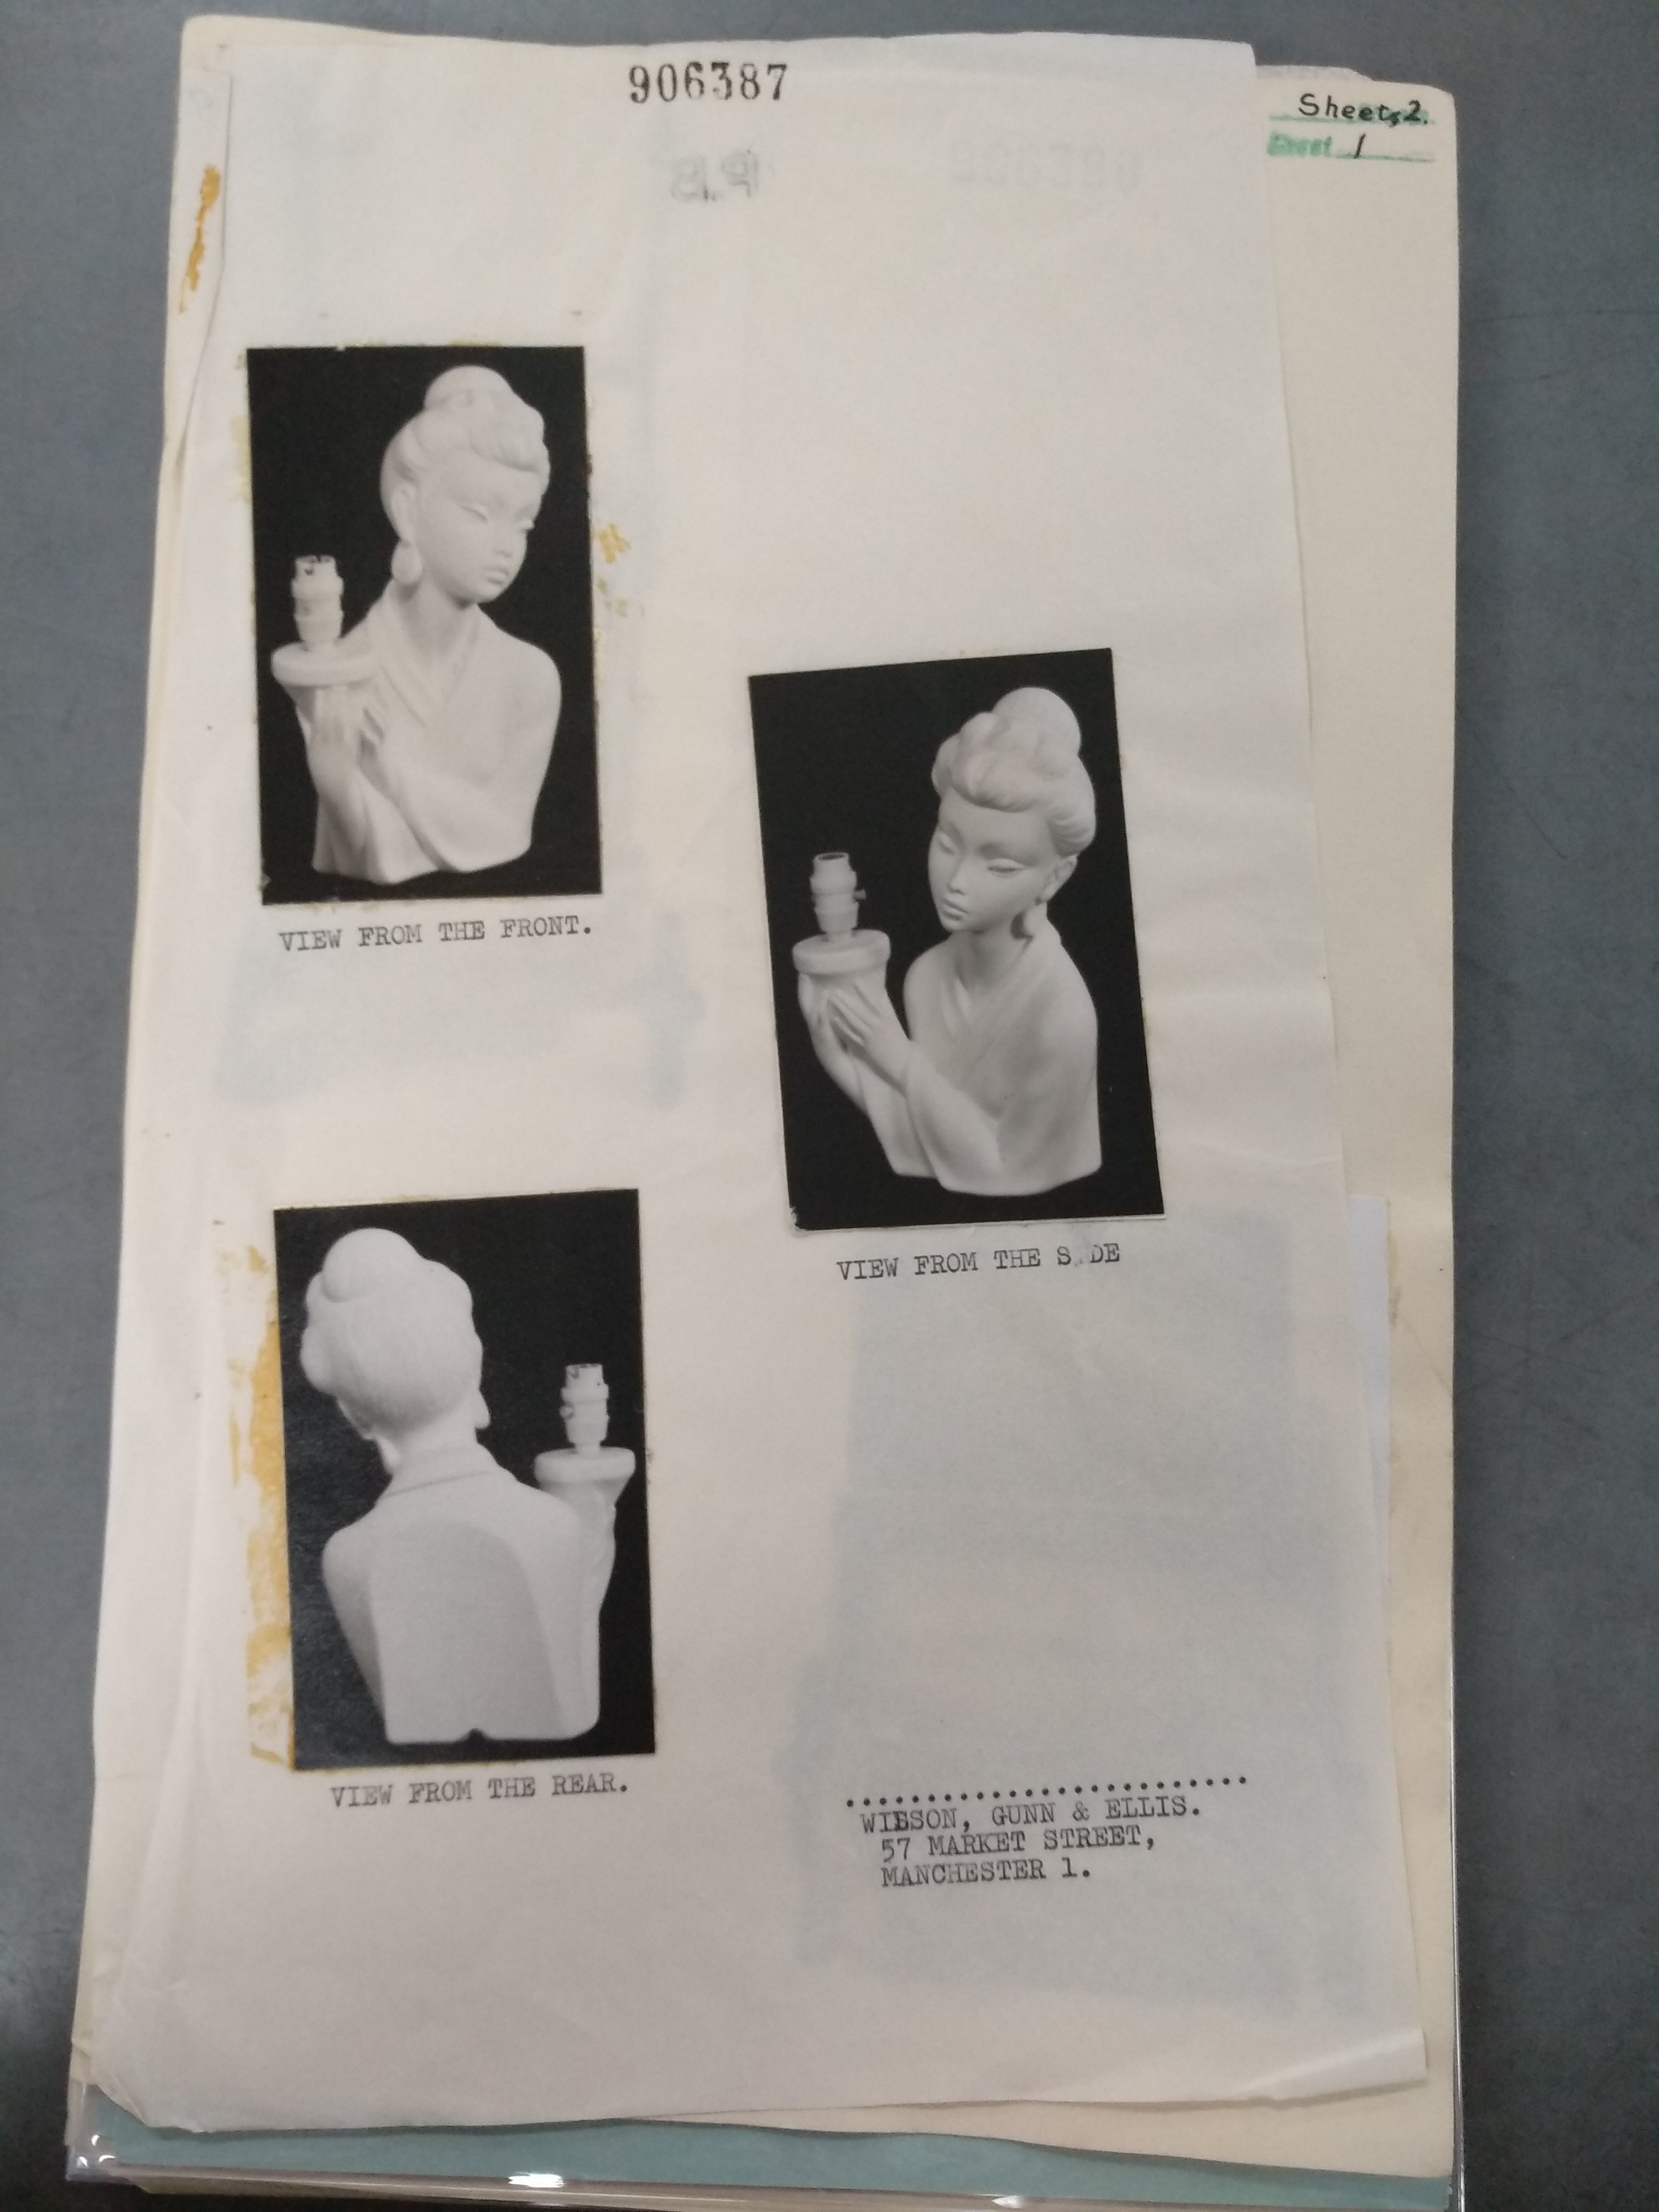 906387
Sheets, 2.
Sheet 1
VIEW FROM THE FRONT.
VIEW FROM THE S DE
VIEW FROM THE REAR.
..........................
WILSON, GUNN & ELLIS.
57 MARKET STREET,
MANCHESTER 1.